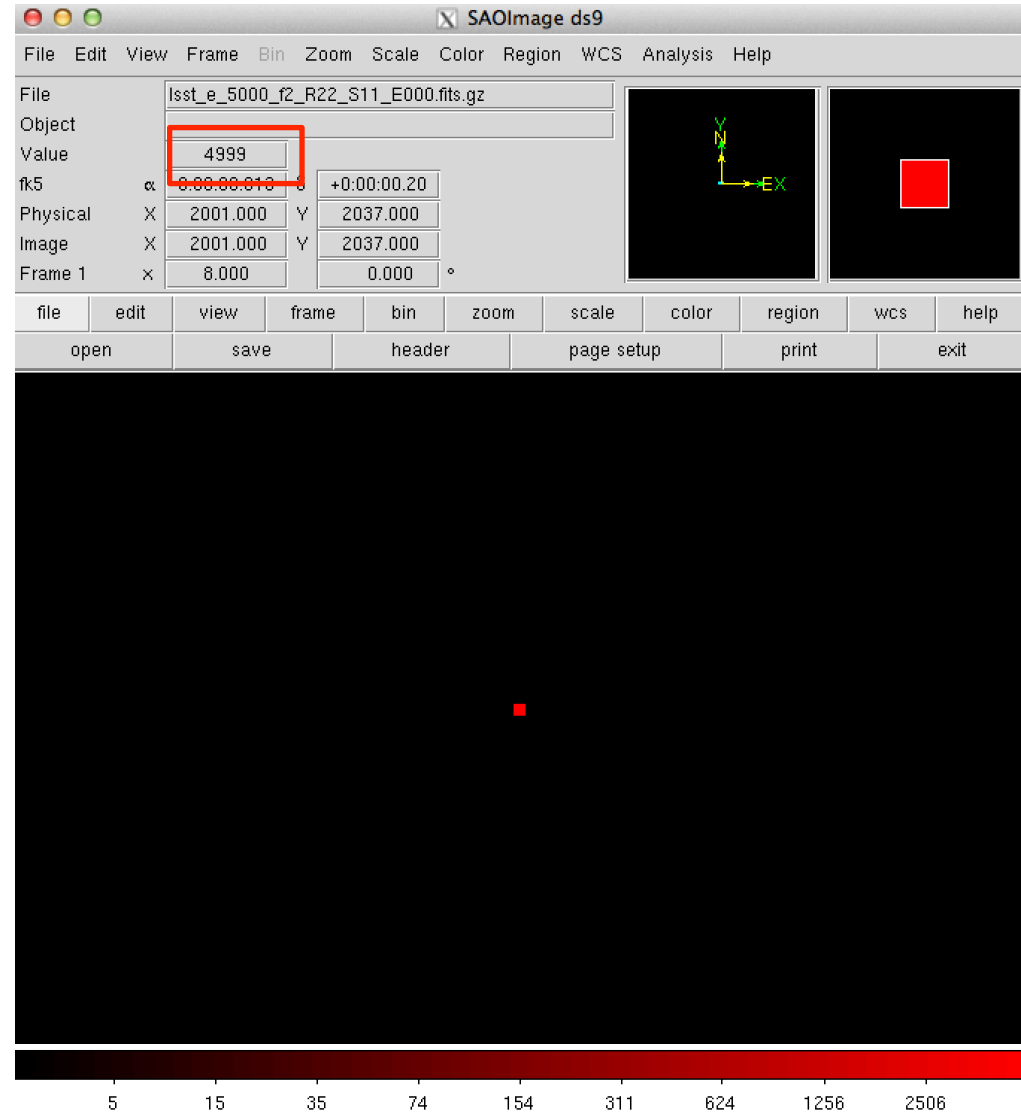 X SAOImage ds9
File Edit View Frame Bin Zoom Scale Color Region WCS Analysis Help
File lsst_e_5000_f2_R22_S11_E000.fits.gz
Object
Value 4999
fk5 α +0:00:00.20
Physical X 2001.000 Y 2037.000
Image X 2001.000 Y 2037.000
Frame 1 x 8.000 0.000 °
Y
N
EX
file edit view frame bin zoom scale color region wcs help
open save header page setup print exit
5 15 35 74 154 311 624 1256 2506